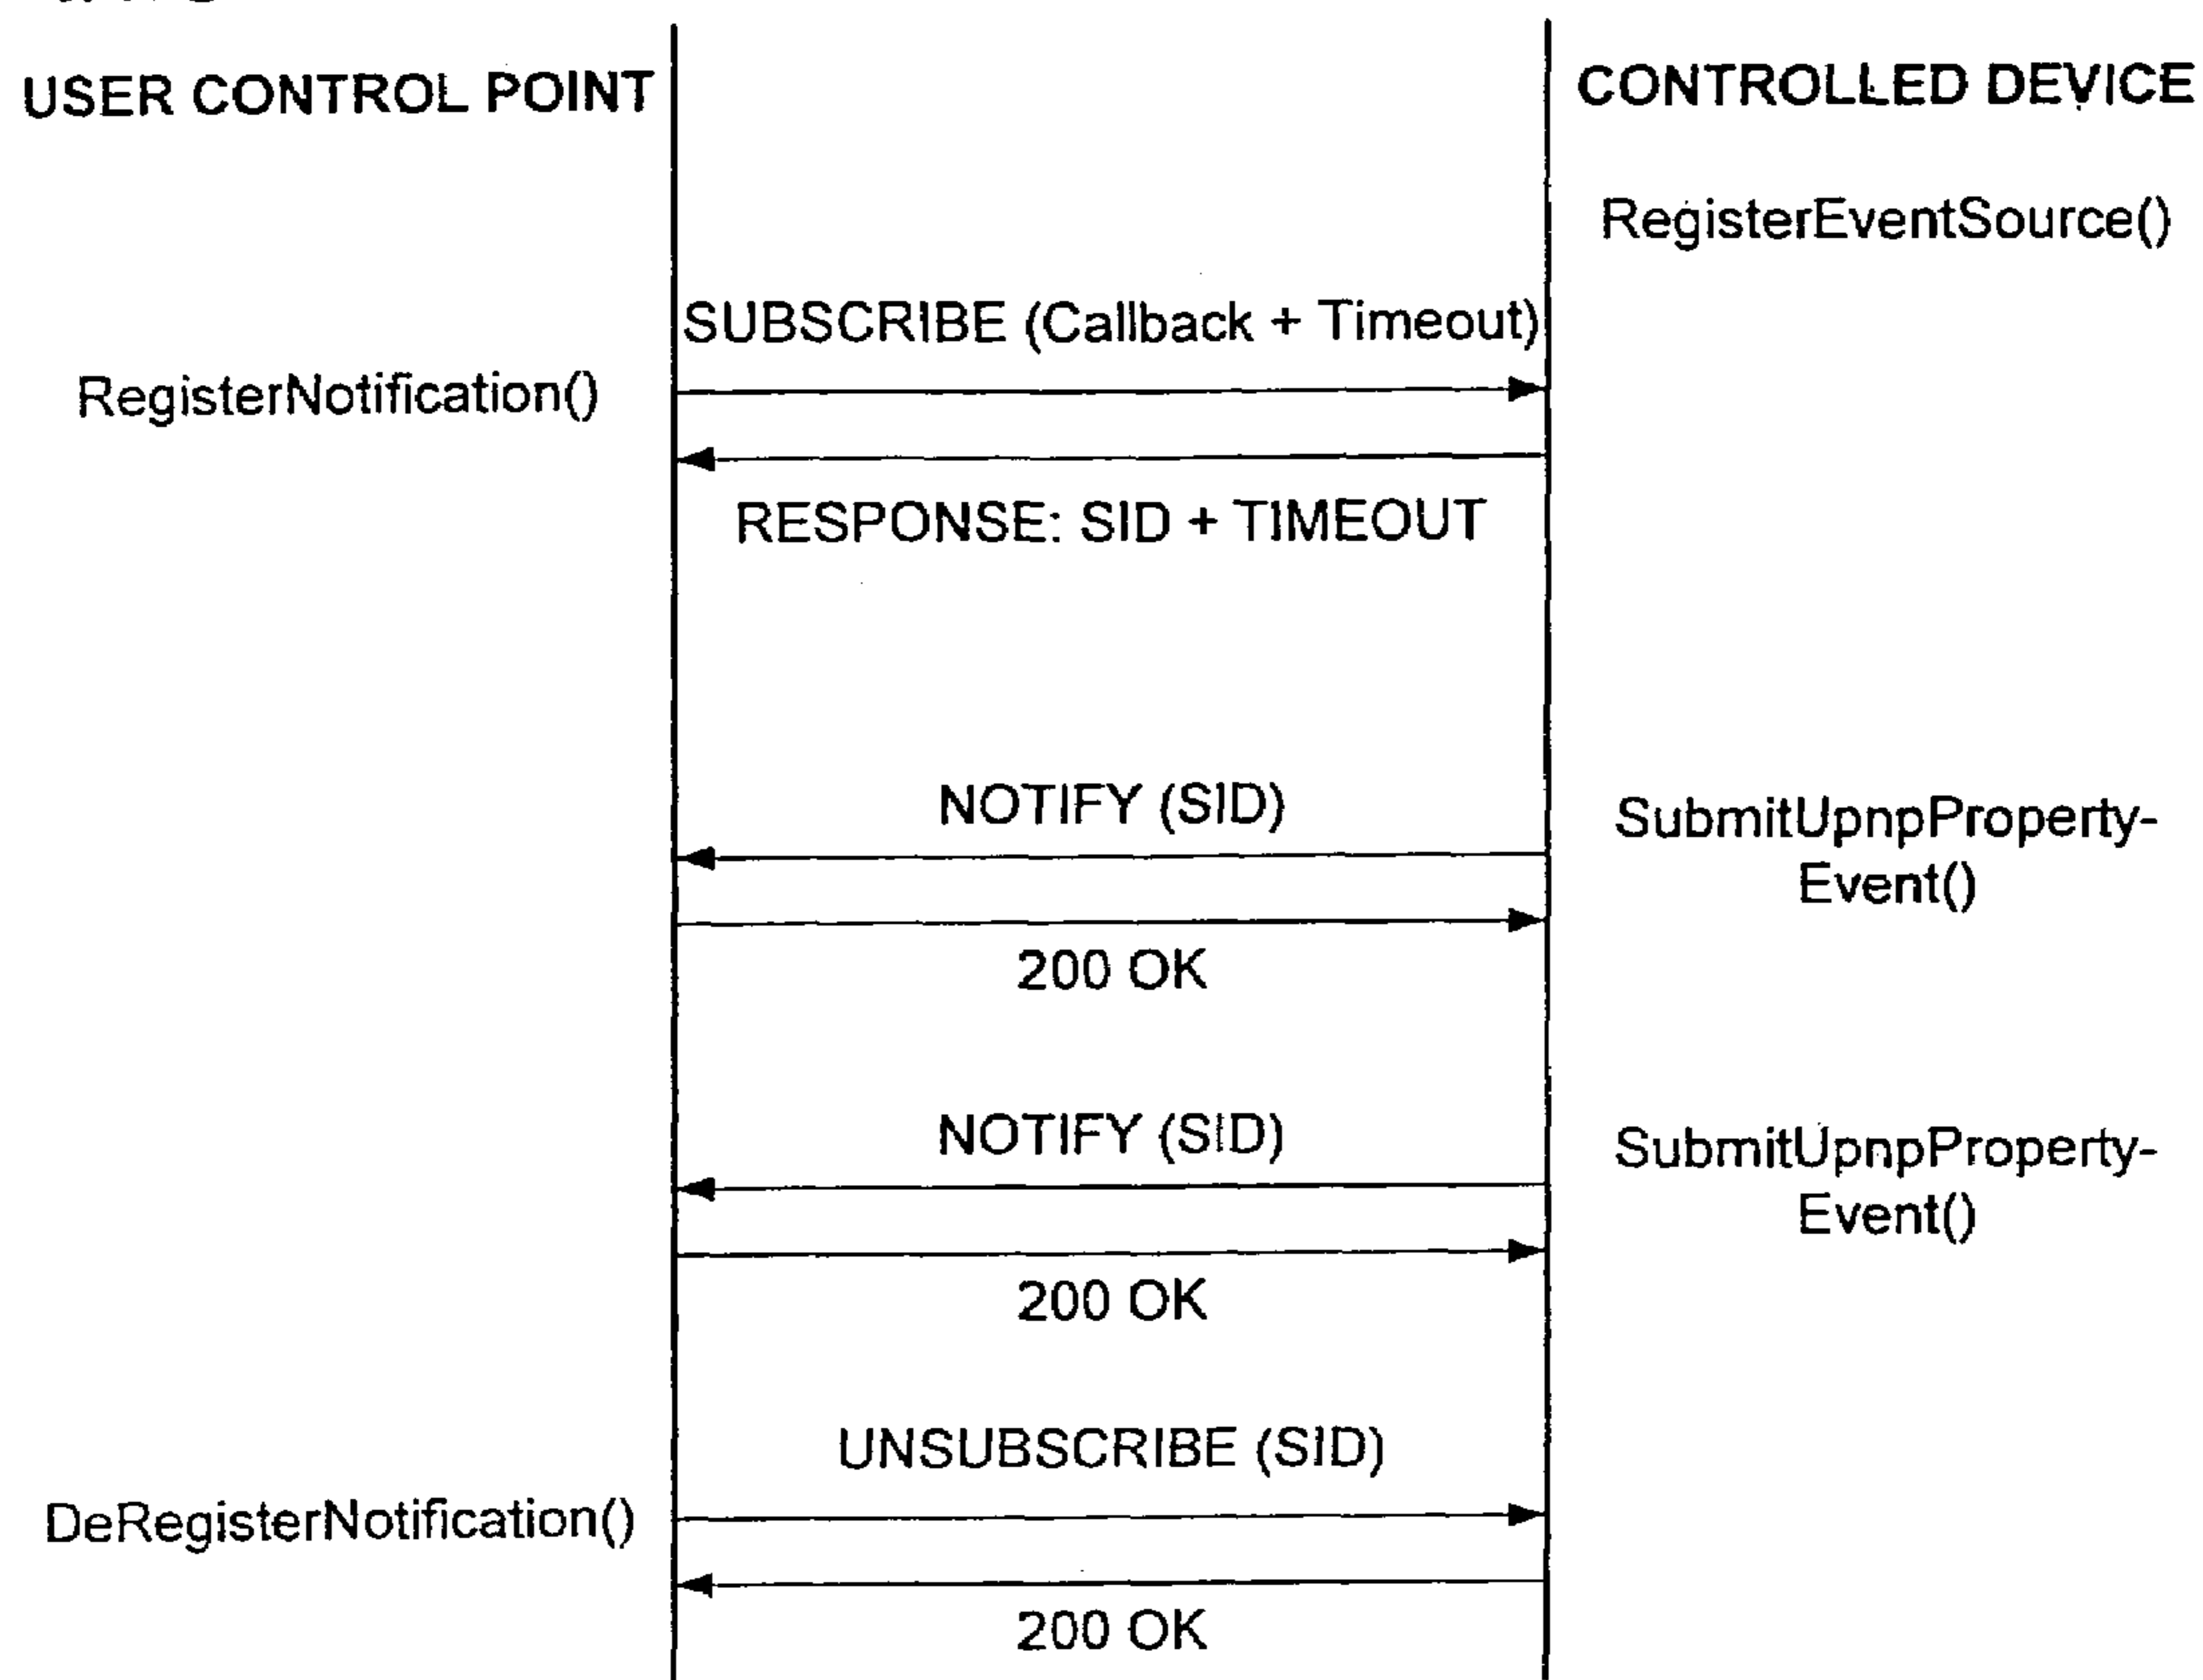 USER CONTROL POINT
CONTROLLED DEVICE
RegisterEventSource()
SUBSCRIBE (Callback + Timeout)
RegisterNotification()
RESPONSE: SID + TIMEOUT
NOTIFY (SID)
SubmitUpnpProperty-
Event()
200 OK
NOTIFY (SID)
SubmitUpnpProperty-
Event()
200 OK
UNSUBSCRIBE (SID)
DeRegisterNotification()
200 OK